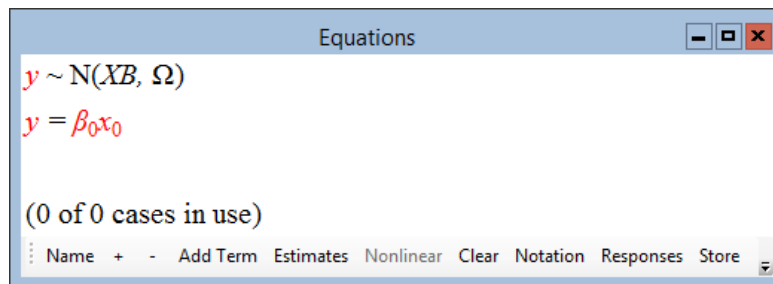 Equations
y ~ N(XB, Ω)
y = β₀x₀
(0 of 0 cases in use)
Name + - Add Term Estimates Nonlinear Clear Notation Responses Store